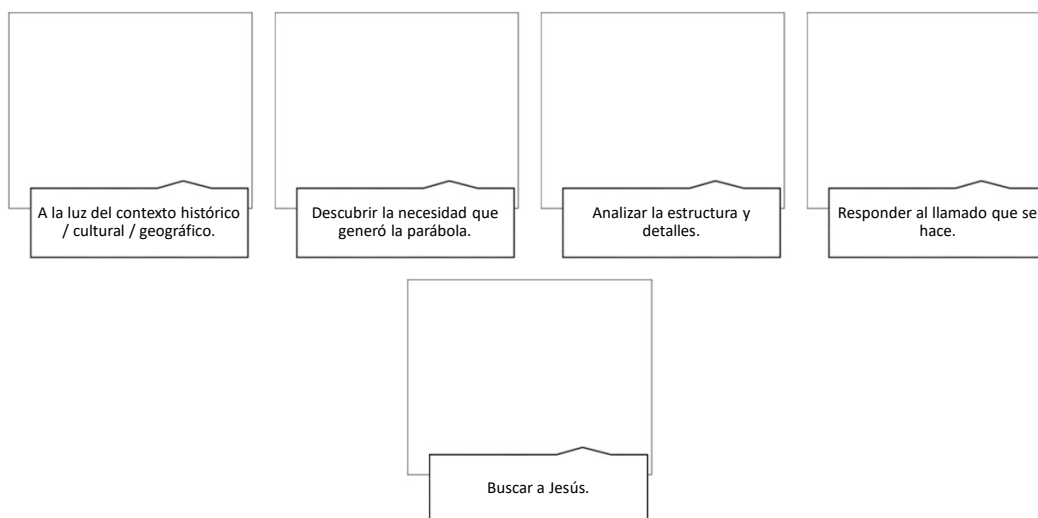 A la luz del contexto histórico
/ cultural / geográfico.
Descubrir la necesidad que
generó la parábola.
Analizar la estructura y
detalles.
Responder al llamado que se
hace.
Buscar a Jesús.